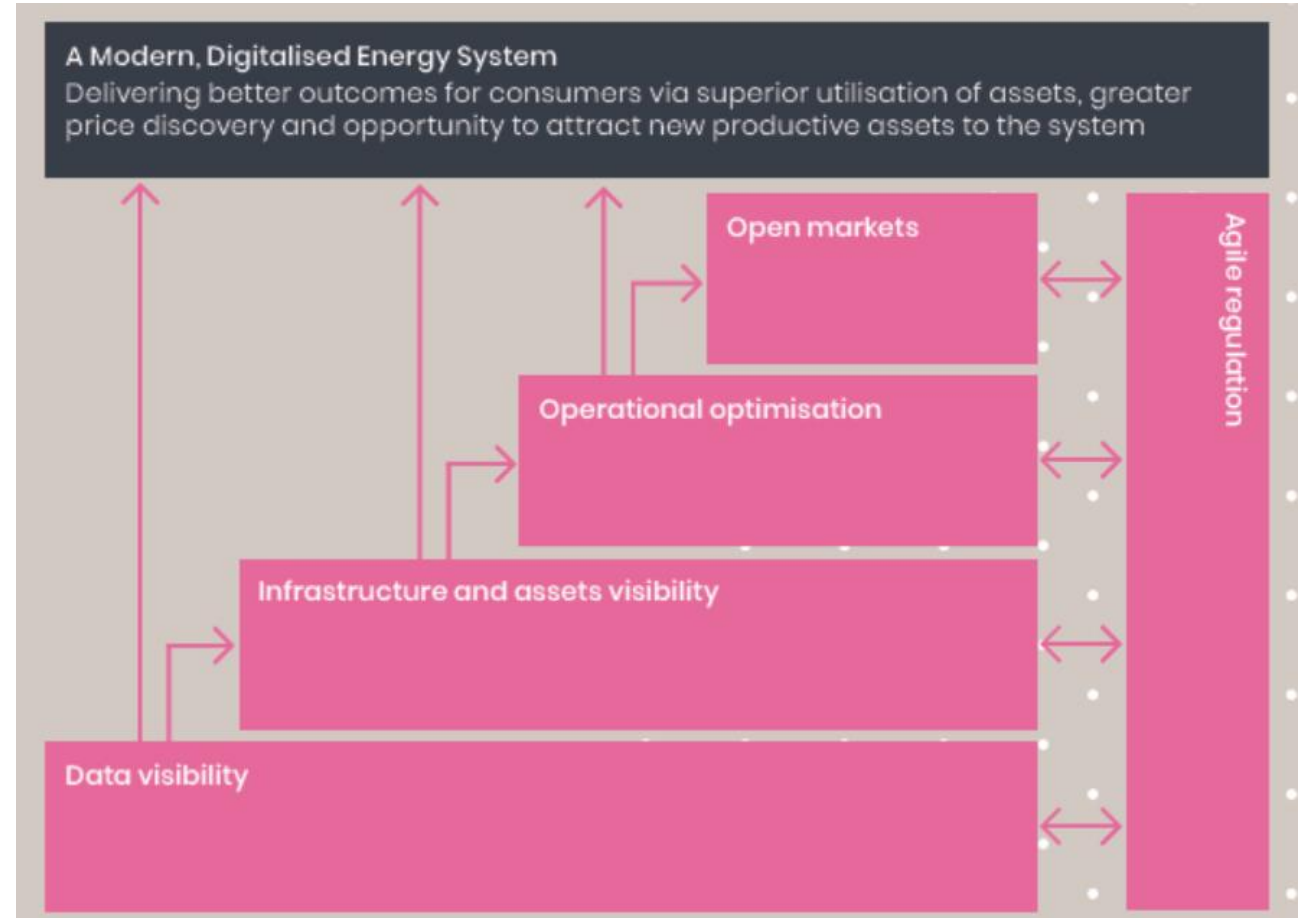 A Modern, Digitalised Energy System
Delivering better outcomes for consumers via superior utilisation of assets, greater
price discovery and opportunity to attract new productive assets to the system
Open markets
Agile regulation
Operational optimisation
Infrastructure and assets visibility
Data visibility